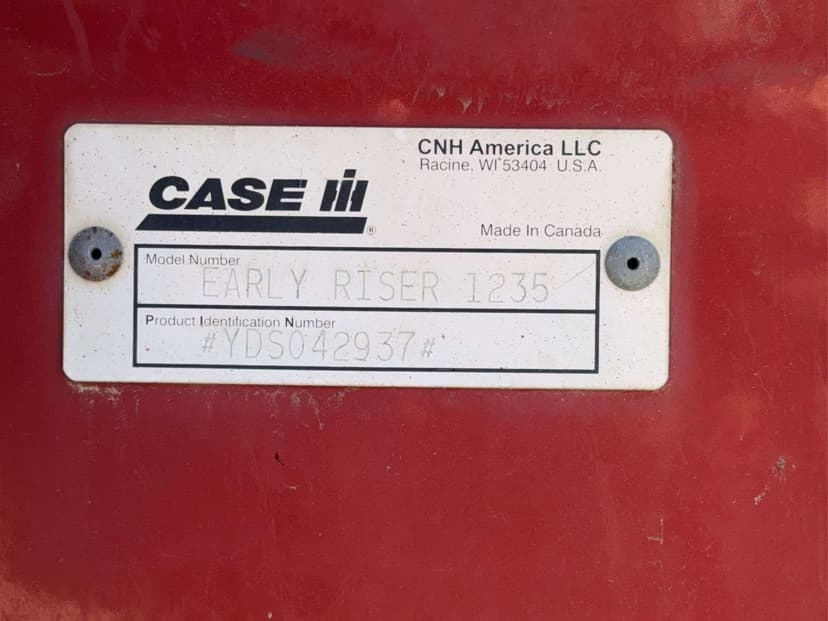 CNH America LLC
Racine, WI 53404 U.S.A.
CASE IH
®
Made In Canada
Model Number
EARLY RISER 1235
Product Identification Number
#YDS042937#